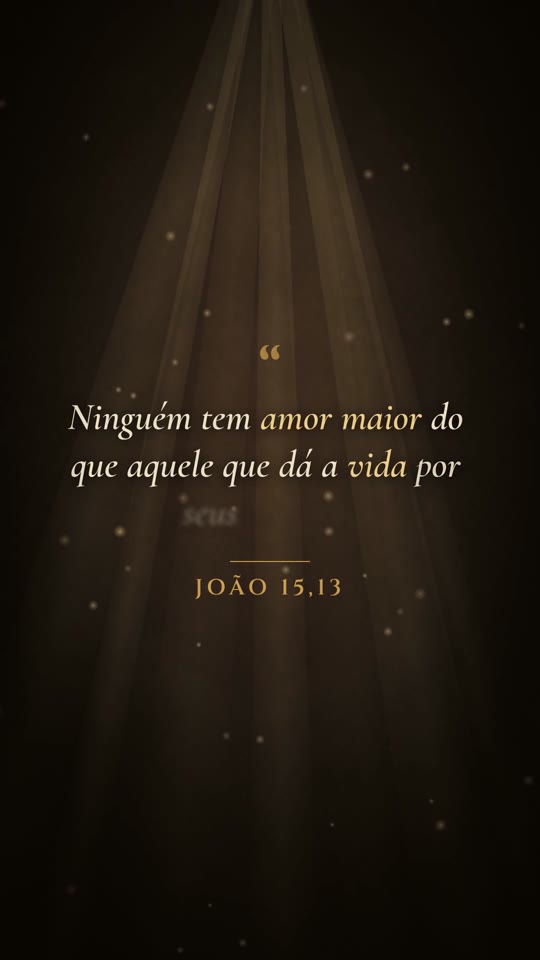 “
Ninguém tem amor maior do
que aquele que dá a vida por
seus
JOÃO 15,13